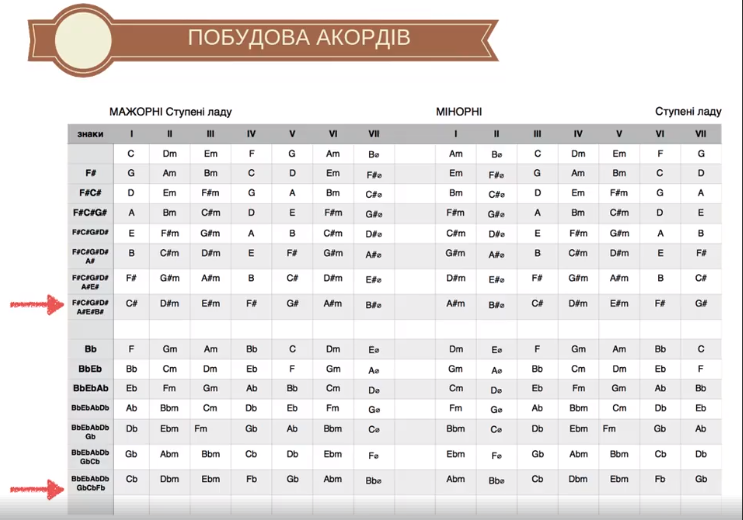 ПОБУДОВА АКОРДІВ
МАЖОРНІ Ступені ладу МІНОРНІ Ступені ладу
знаки I II III IV V VI VII I II III IV V VI VII
C Dm Em F G Am Bø Am Bø C Dm Em F G
F# G Am Bm C D Em F#ø Em F#ø G Am Bm C D
F#C# D Em F#m G A Bm C#ø Bm C#ø D Em F#m G A
F#C#G# A Bm C#m D E F#m G#ø F#m G#ø A Bm C#m D E
F#C#G#D# E F#m G#m A B C#m D#ø C#m D#ø E F#m G#m A B
F#C#G#D# B C#m D#m E F# G#m A#ø G#m A#ø B C#m D#m E F#
A#
F#C#G#D# F# G#m A#m B C# D#m E#ø D#m E#ø F# G#m A#m B C#
A#E#
F#C#G#D# C# D#m E#m F# G# A#m B#ø A#m B#ø C# D#m E#m F# G#
A#E#B#
Bb F Gm Am Bb C Dm Eø Dm Eø F Gm Am Bb C
BbEb Bb Cm Dm Eb F Gm Aø Gm Aø Bb Cm Dm Eb F
BbEbAb Eb Fm Gm Ab Bb Cm Dø Cm Dø Eb Fm Gm Ab Bb
BbEbAbDb Ab Bbm Cm Db Eb Fm Gø Fm Gø Ab Bbm Cm Db Eb
BbEbAbDb Db Ebm Fm Gb Ab Bbm Cø Bbm Cø Db Ebm Fm Gb Ab
Gb
BbEbAbDb Gb Abm Bbm Cb Db Ebm Fø Ebm Fø Gb Abm Bbm Cb Db
GbCb
BbEbAbDb Cb Dbm Ebm Fb Gb Abm Bbø Abm Bbø Cb Dbm Ebm Fb Gb
GbCbFb